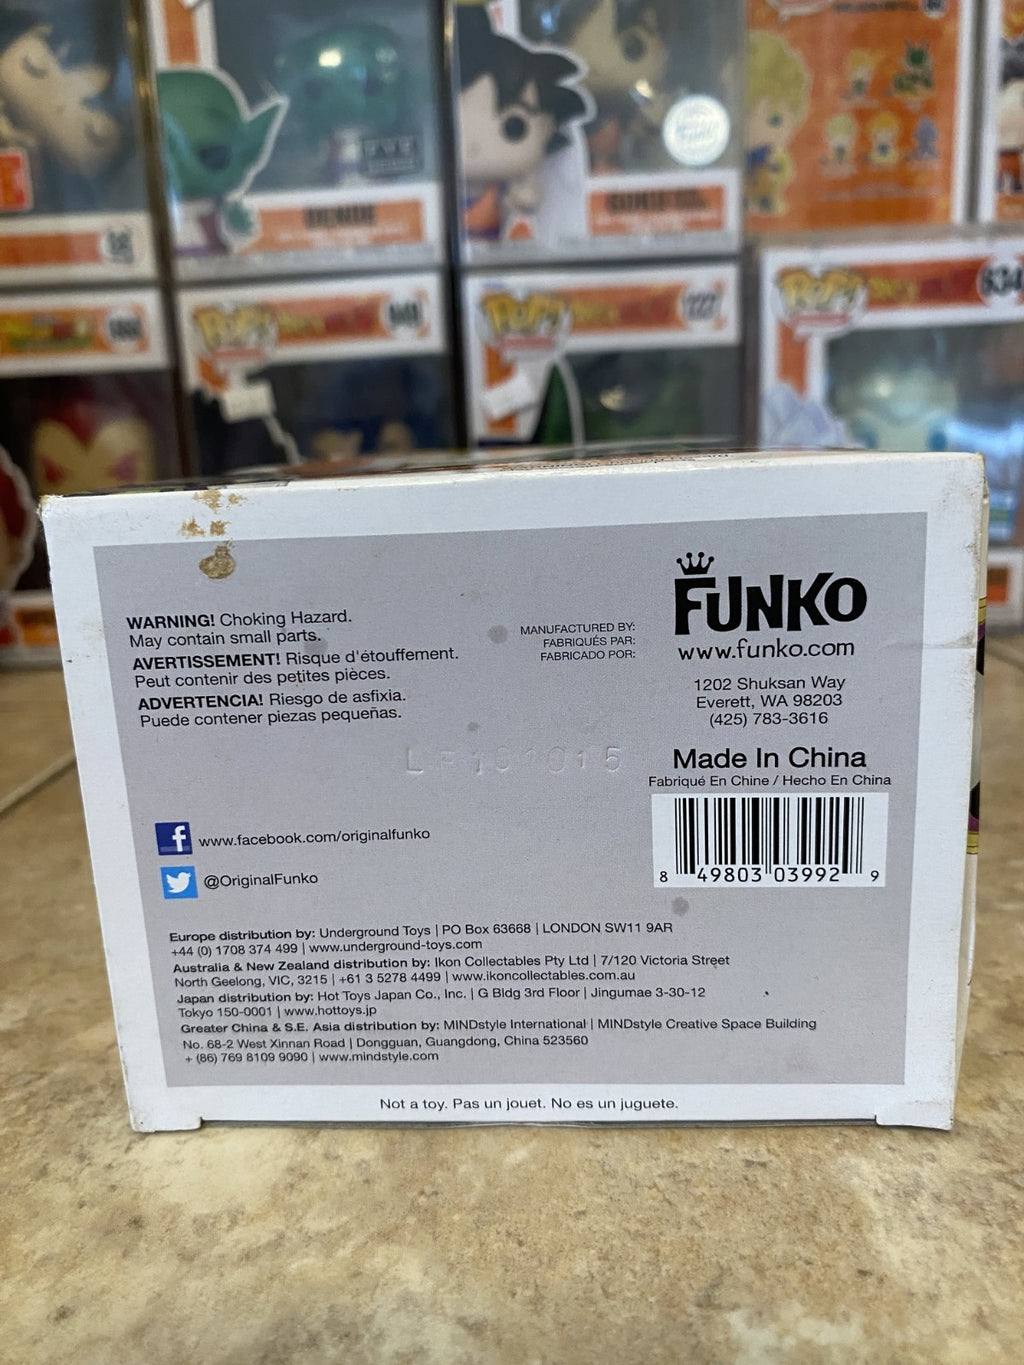 DENDE
POP!
POP!
227
POP!
634
WARNING! Choking Hazard.
May contain small parts.
AVERTISSEMENT! Risque d'étouffement.
Peut contenir des petites pièces.
ADVERTENCIA! Riesgo de asfixia.
Puede contener piezas pequeñas.
MANUFACTURED BY:
FABRIQUÉS PAR:
FABRICADO POR:
FUNKO
www.funko.com
1202 Shuksan Way
Everett, WA 98203
(425) 783-3616
Made In China
Fabriqué En Chine / Hecho En China
8 49803 03992 9
www.facebook.com/originalfunko
@OriginalFunko
Europe distribution by: Underground Toys | PO Box 63668 | LONDON SW11 9AR
+44 (0) 1708 374 499 | www.underground-toys.com
Australia & New Zealand distribution by: Ikon Collectables Pty Ltd | 7/120 Victoria Street
North Geelong, VIC, 3215 | +61 3 5278 4499 | www.ikoncollectables.com.au
Japan distribution by: Hot Toys Japan Co., Inc. | G Bldg 3rd Floor | Jingumae 3-30-12
Tokyo 150-0001 | www.hottoys.jp
Greater China & S.E. Asia distribution by: MINDstyle International | MINDstyle Creative Space Building
No. 68-2 West Xinnan Road | Dongguan, Guangdong, China 523560
+ (86) 769 8109 9090 | www.mindstyle.com
Not a toy. Pas un jouet. No es un juguete.